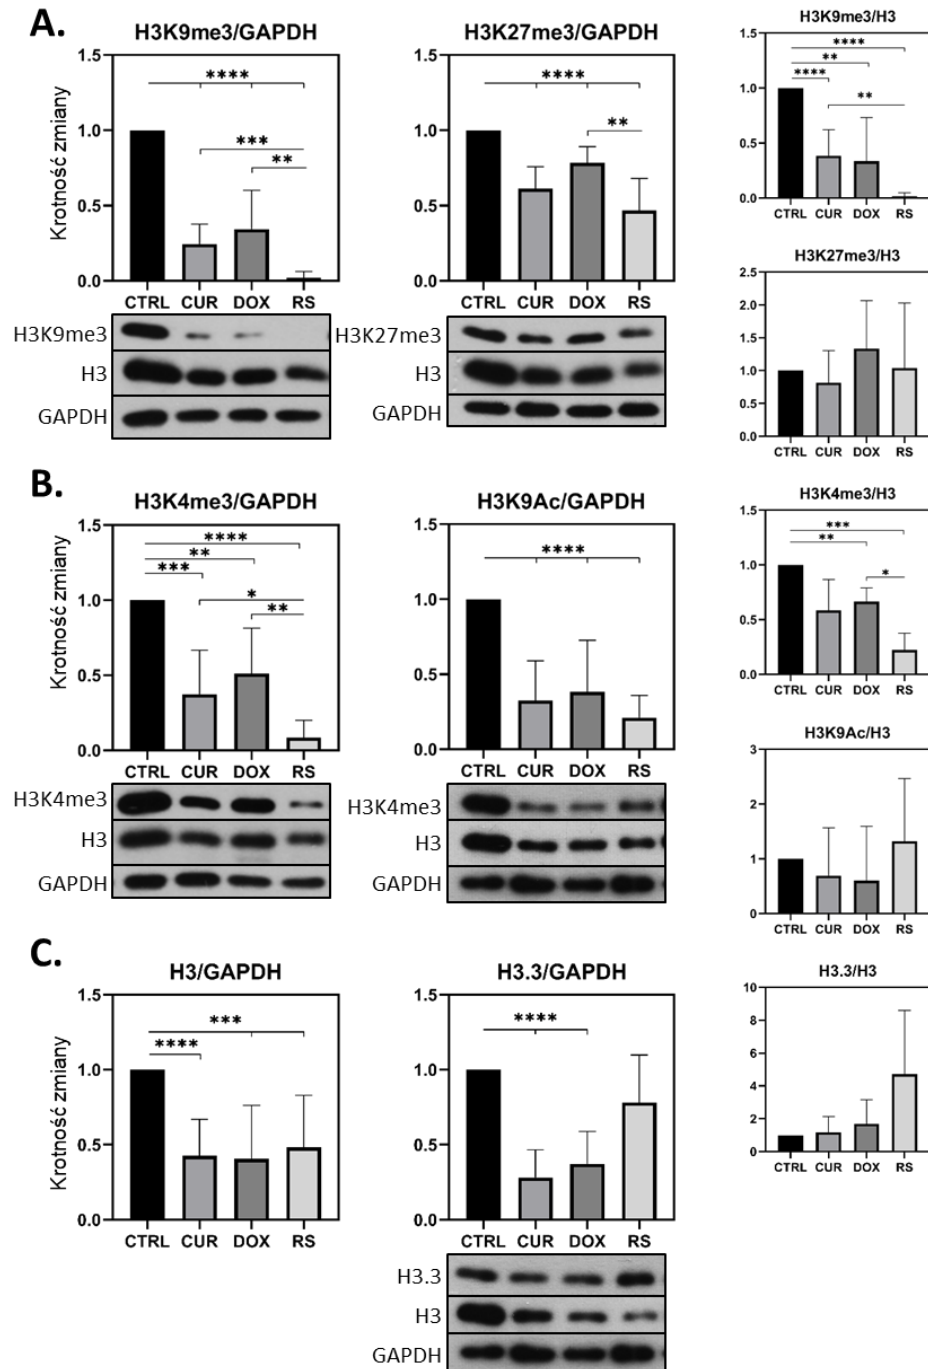 A.
H3K9me3/GAPDH
Krotność zmiany
1.5
1.0
0.5
0.0
****
***
**
CTRL CUR DOX RS
H3K9me3
H3
GAPDH
H3K27me3/GAPDH
1.5
1.0
0.5
0.0
****
**
CTRL CUR DOX RS
H3K27me3
H3
GAPDH
H3K9me3/H3
1.5
1.0
0.5
0.0
****
**
****
**
CTRL CUR DOX RS
H3K27me3/H3
2.5
2.0
1.5
1.0
0.5
0.0
CTRL CUR DOX RS
B.
H3K4me3/GAPDH
Krotność zmiany
1.5
1.0
0.5
0.0
****
**
***
*
**
CTRL CUR DOX RS
H3K4me3
H3
GAPDH
H3K9Ac/GAPDH
1.5
1.0
0.5
0.0
****
CTRL CUR DOX RS
H3K4me3
H3
GAPDH
H3K4me3/H3
1.5
1.0
0.5
0.0
***
**
*
CTRL CUR DOX RS
H3K9Ac/H3
3
2
1
0
CTRL CUR DOX RS
C.
H3/GAPDH
Krotność zmiany
1.5
1.0
0.5
0.0
***
****
CTRL CUR DOX RS
H3.3/GAPDH
1.5
1.0
0.5
0.0
****
CTRL CUR DOX RS
H3.3
H3
GAPDH
H3.3/H3
10
8
6
4
2
0
CTRL CUR DOX RS